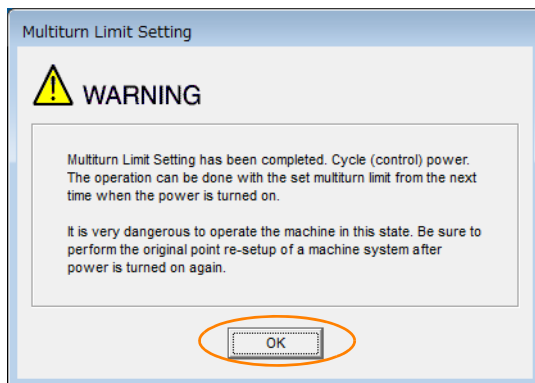 Multiturn Limit Setting
WARNING
Multiturn Limit Setting has been completed. Cycle (control) power.
The operation can be done with the set multiturn limit from the next
time when the power is turned on.
It is very dangerous to operate the machine in this state. Be sure to
perform the original point re-setup of a machine system after
power is turned on again.
OK